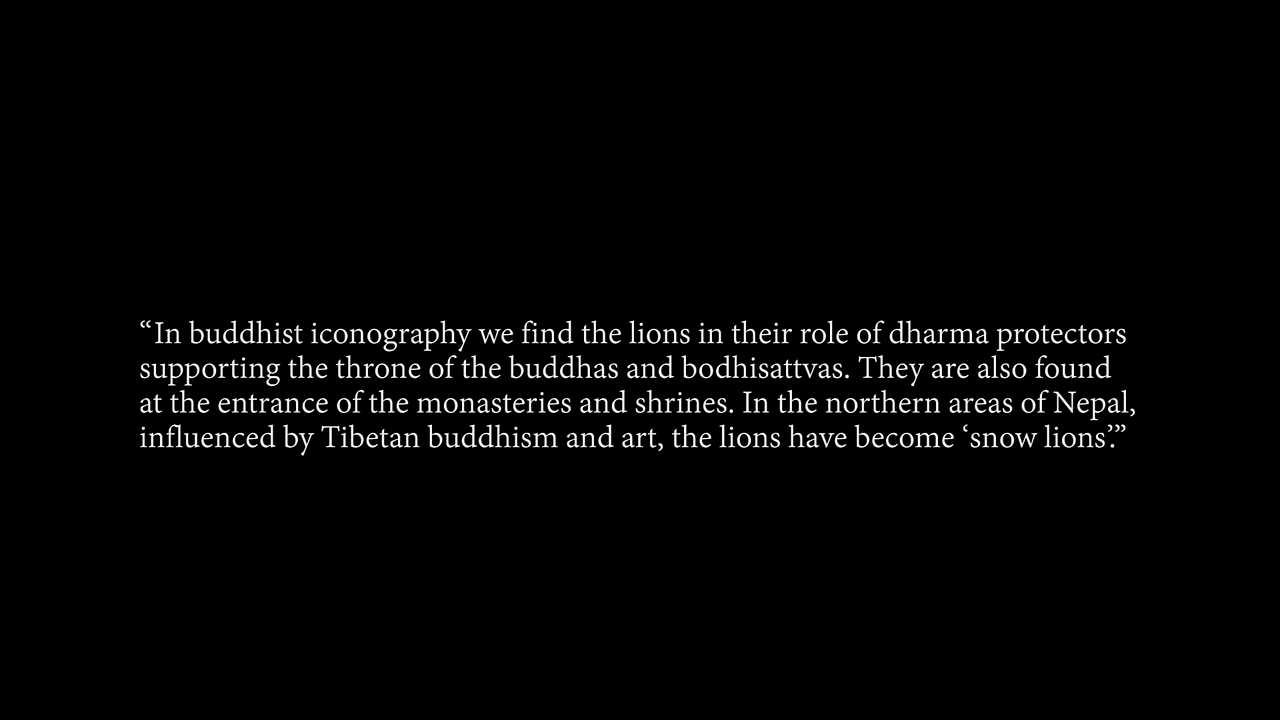 “In buddhist iconography we find the lions in their role of dharma protectors
supporting the throne of the buddhas and bodhisattvas. They are also found
at the entrance of the monasteries and shrines. In the northern areas of Nepal,
influenced by Tibetan buddhism and art, the lions have become ‘snow lions’.”